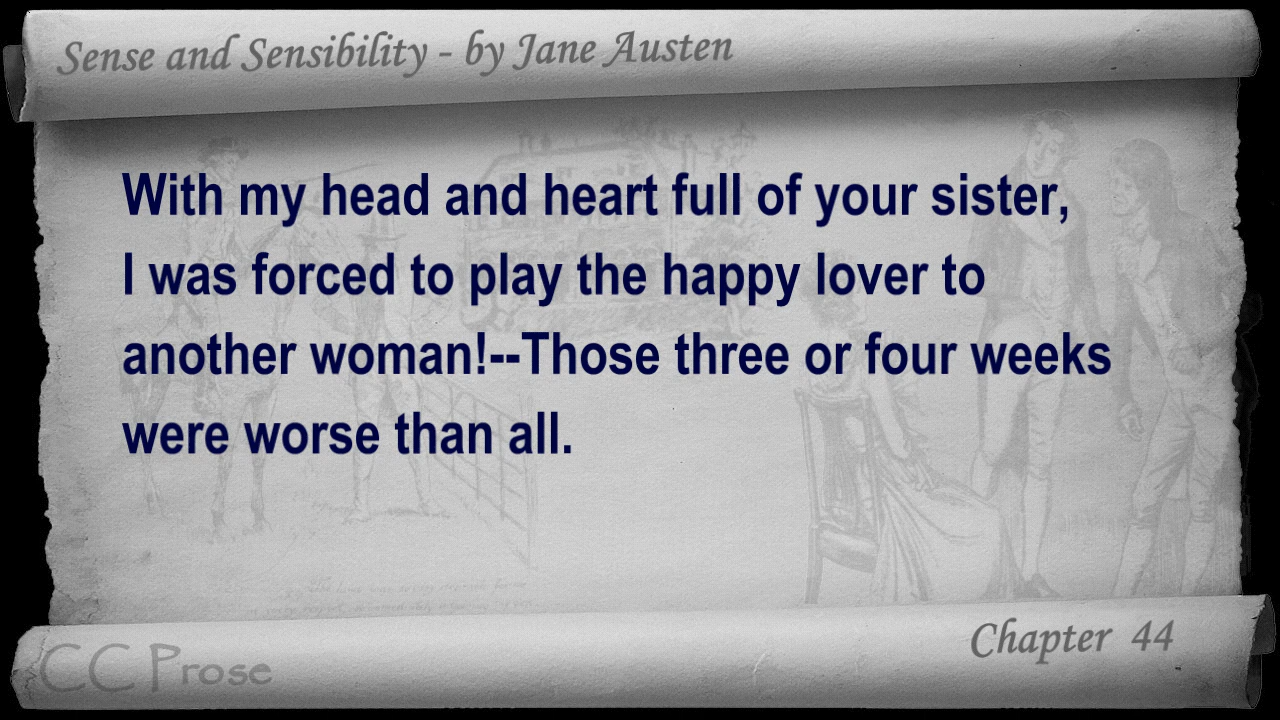 Sense and Sensibility - by Jane Austen
With my head and heart full of your sister,
I was forced to play the happy lover to
another woman!--Those three or four weeks
were worse than all.
Chapter 44
CC Prose